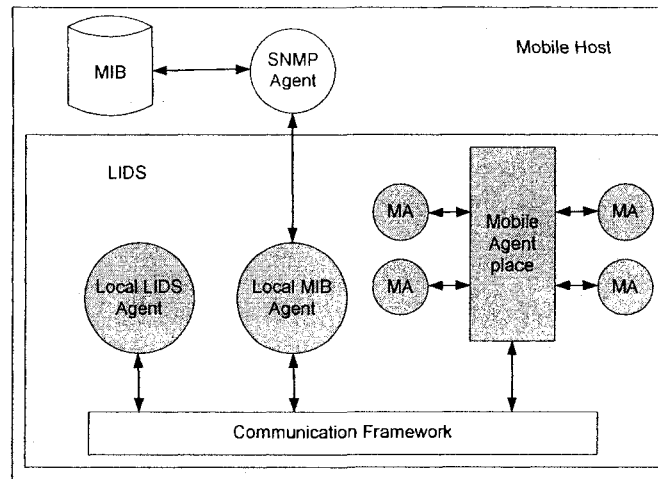 Mobile Host
MIB
SNMP
Agent
LIDS
MA
MA
Mobile
Agent
place
MA
MA
Local LIDS
Agent
Local MIB
Agent
Communication Framework